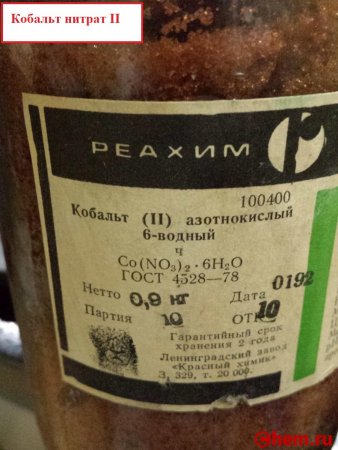 Кобальт нитрат II
РЕАХИМ
100400
Кобальт (II) азотнокислый
6-водный
ч
Co(NO₃)₂·6H₂O
ГОСТ 4528—78
Нетто 0,9 кг Дата 0192
Партия 10 ОТК 10
Гарантийный срок
хранения 2 года
Ленинградский завод
«Красный химик»
З. 329, т. 20 000.